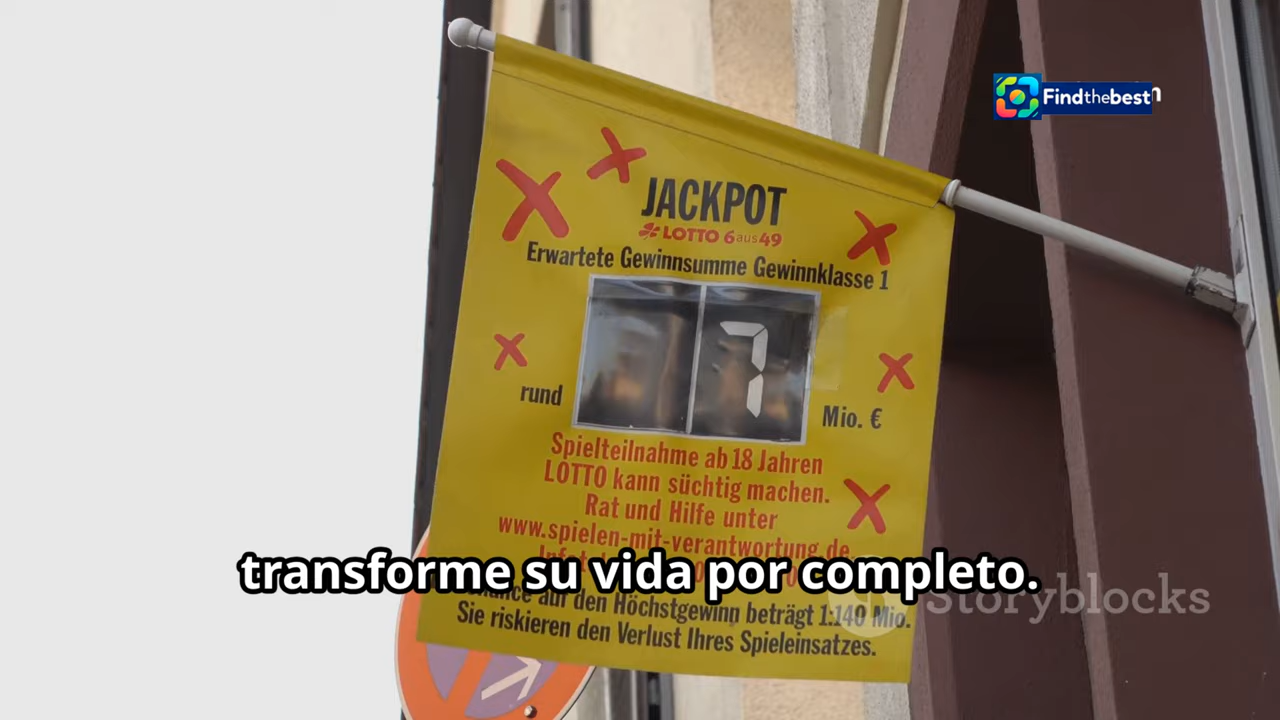 Findthebest
JACKPOT
LOTTO 6aus49
Erwartete Gewinnsumme Gewinnklasse 1
7
rund
Mio. €
Spielteilnahme ab 18 Jahren
LOTTO kann süchtig machen.
Rat und Hilfe unter
www.spielen-mit-verantwortung.de
transforme su vida por completo.
Storyblocks
auf den Höchstgewinn beträgt 1:140 Mio.
Sie riskieren den Verlust Ihres Spieleinsatzes.